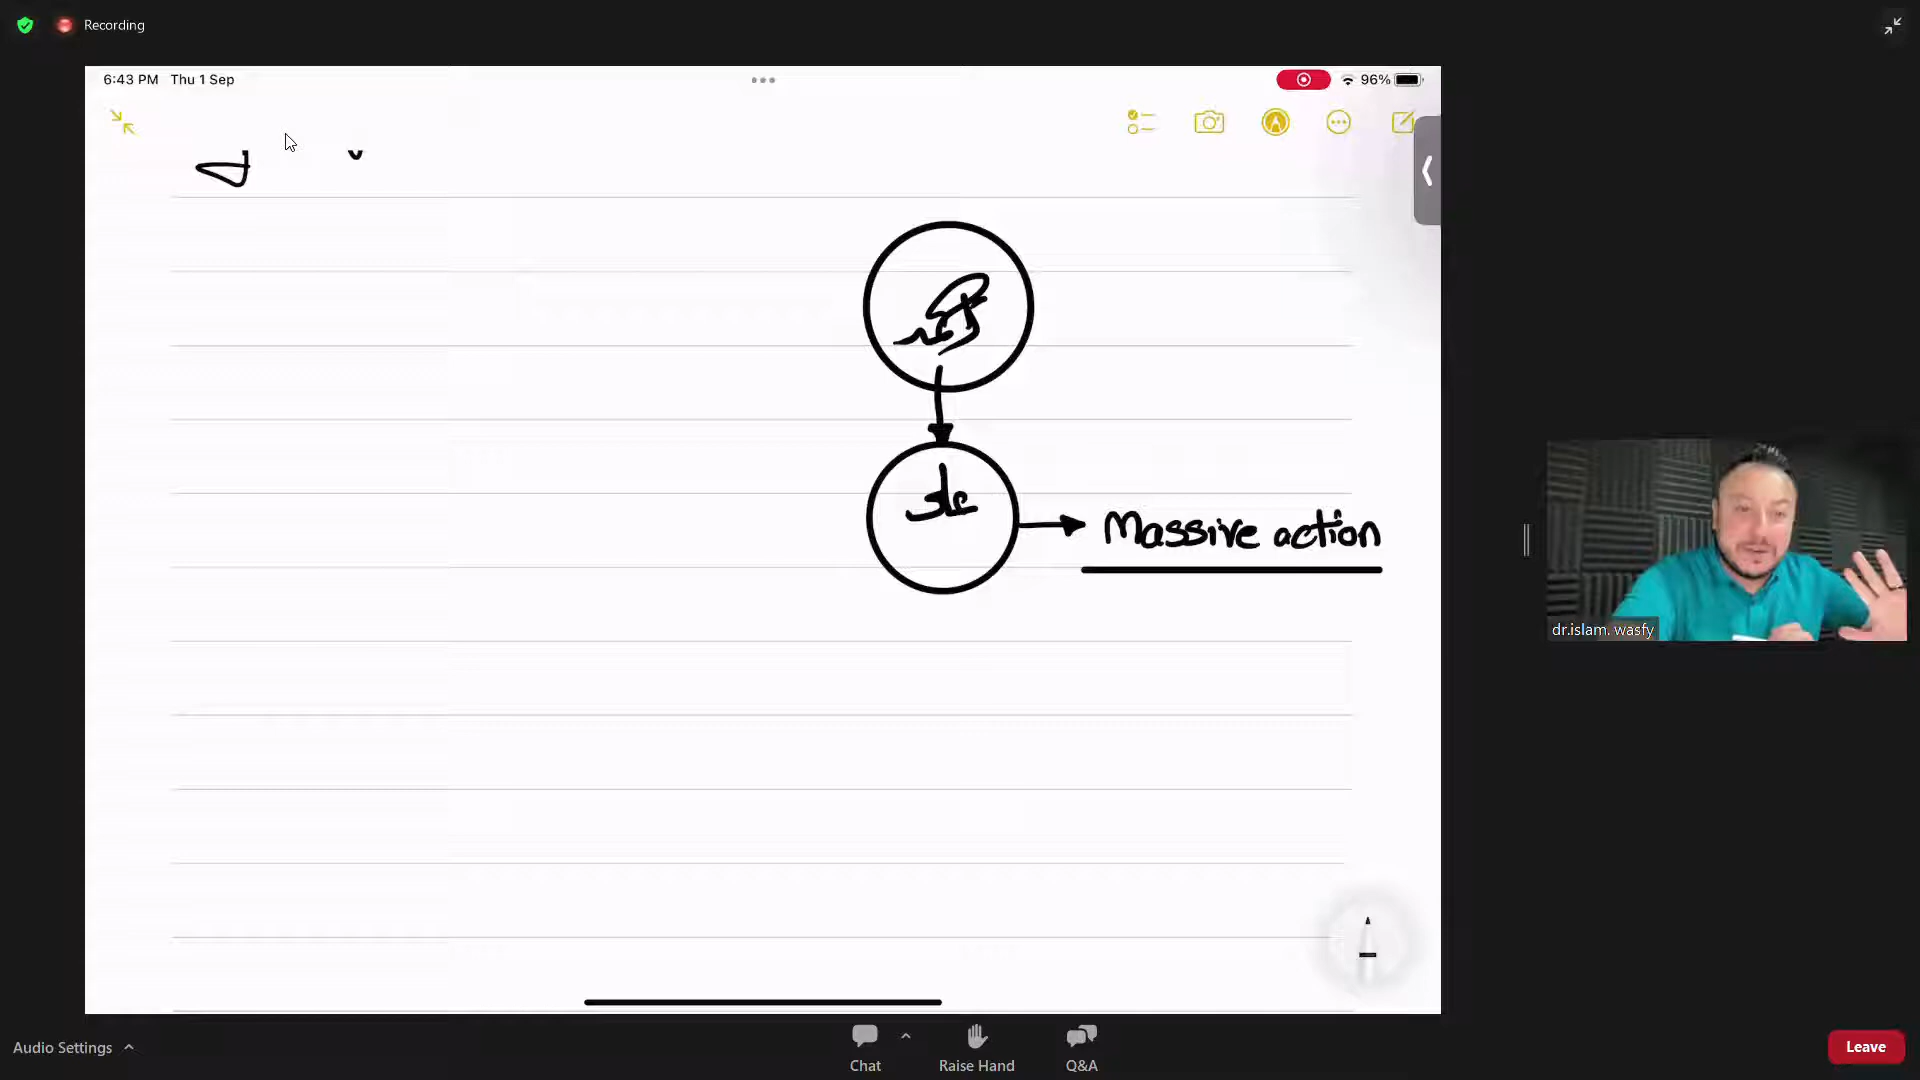 Recording
6:43 PM Thu 1 Sep
96%
Massive action
dr.islam. wasfy
Audio Settings
Chat
Raise Hand
Q&A
Leave